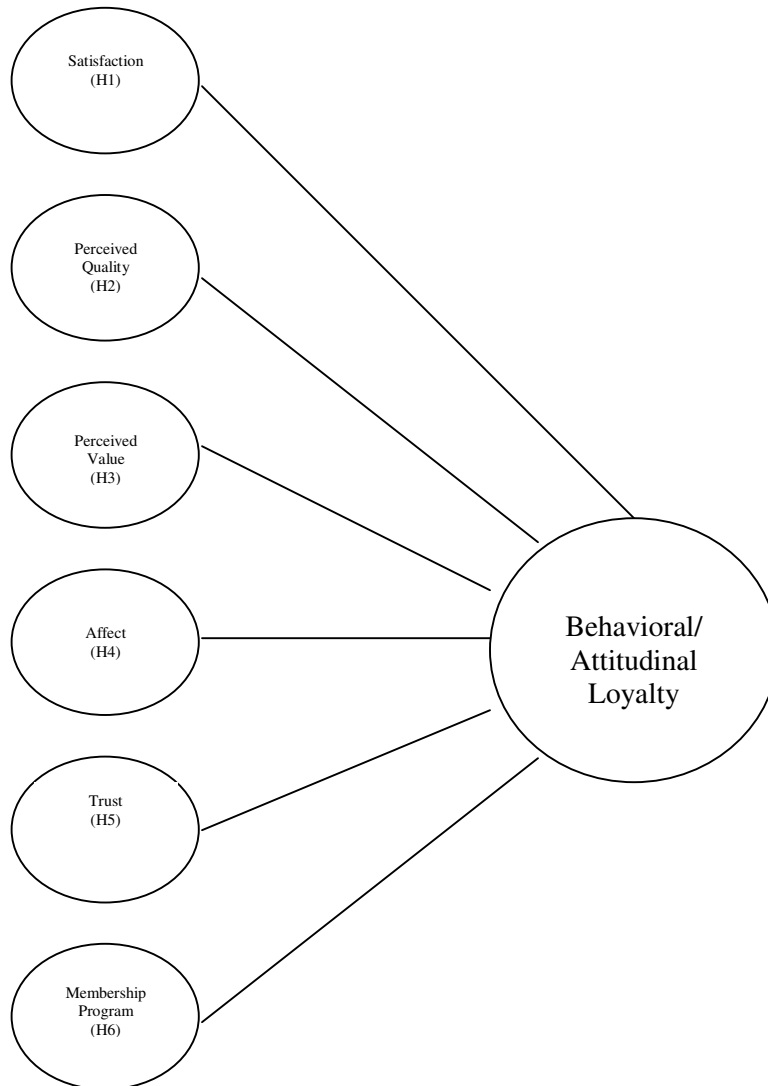 Satisfaction
(H1)
Perceived
Quality
(H2)
Perceived
Value
(H3)
Affect
(H4)
Trust
(H5)
Membership
Program
(H6)
Behavioral/
Attitudinal
Loyalty